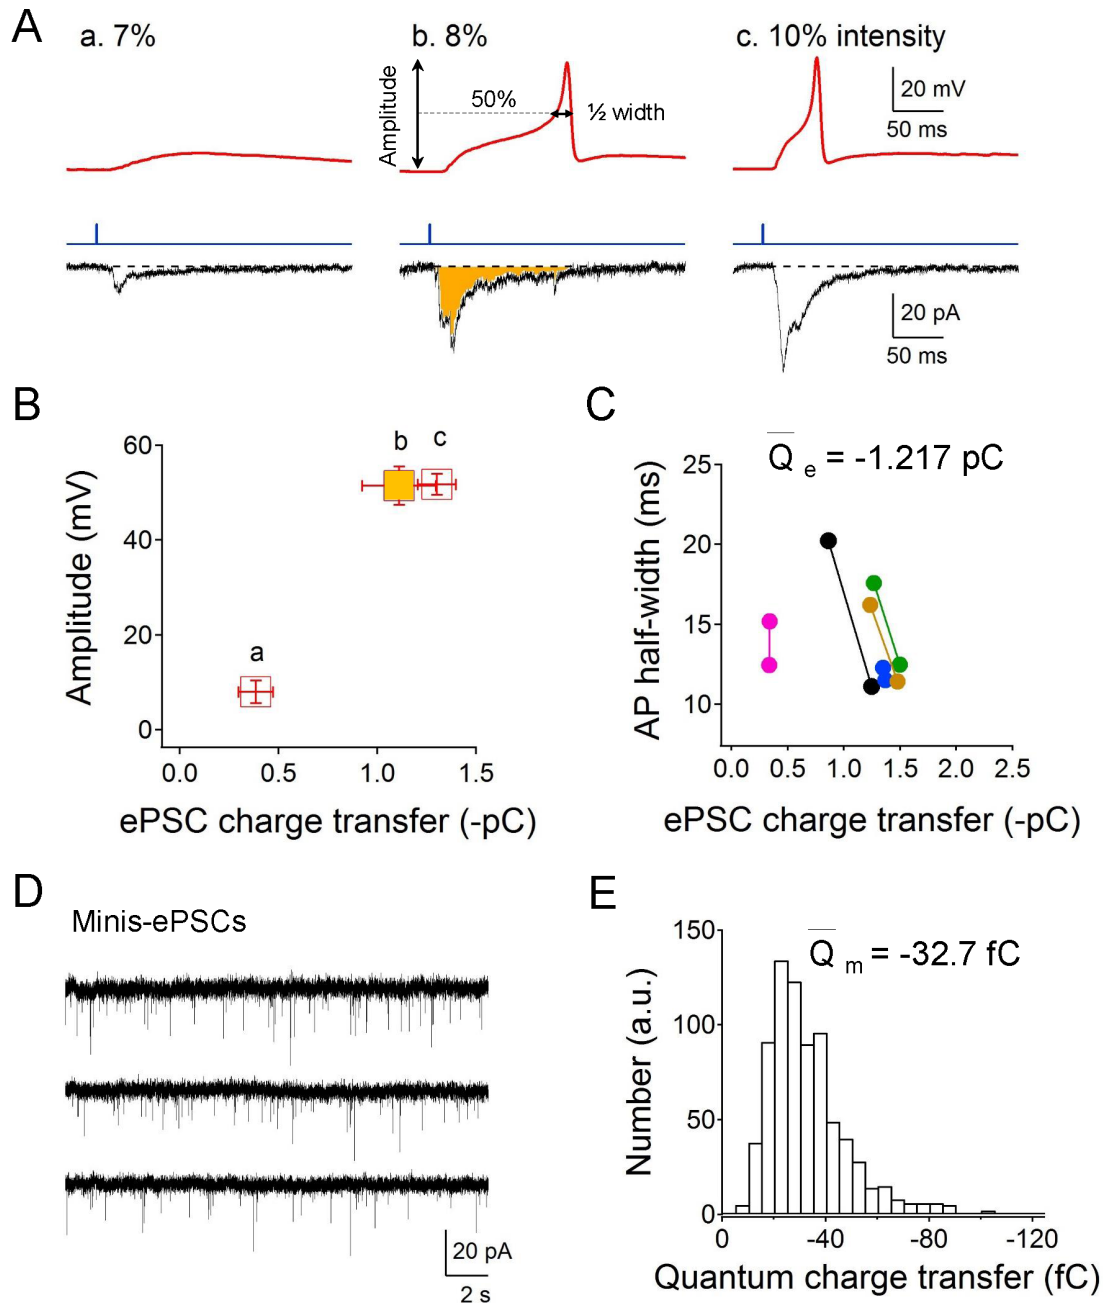 A
a. 7%
b. 8%
c. 10% intensity
Amplitude
50%
½ width
20 mV
50 ms
20 pA
50 ms
B
60
40
20
0
Amplitude (mV)
a
b
c
0.0
0.5
1.0
1.5
ePSC charge transfer (-pC)
C
Q e = -1.217 pC
25
20
15
10
AP half-width (ms)
0.0
0.5
1.0
1.5
2.0
2.5
ePSC charge transfer (-pC)
D
Minis-ePSCs
20 pA
2 s
E
Q m = -32.7 fC
150
100
50
0
Number (a.u.)
0
-40
-80
-120
Quantum charge transfer (fC)